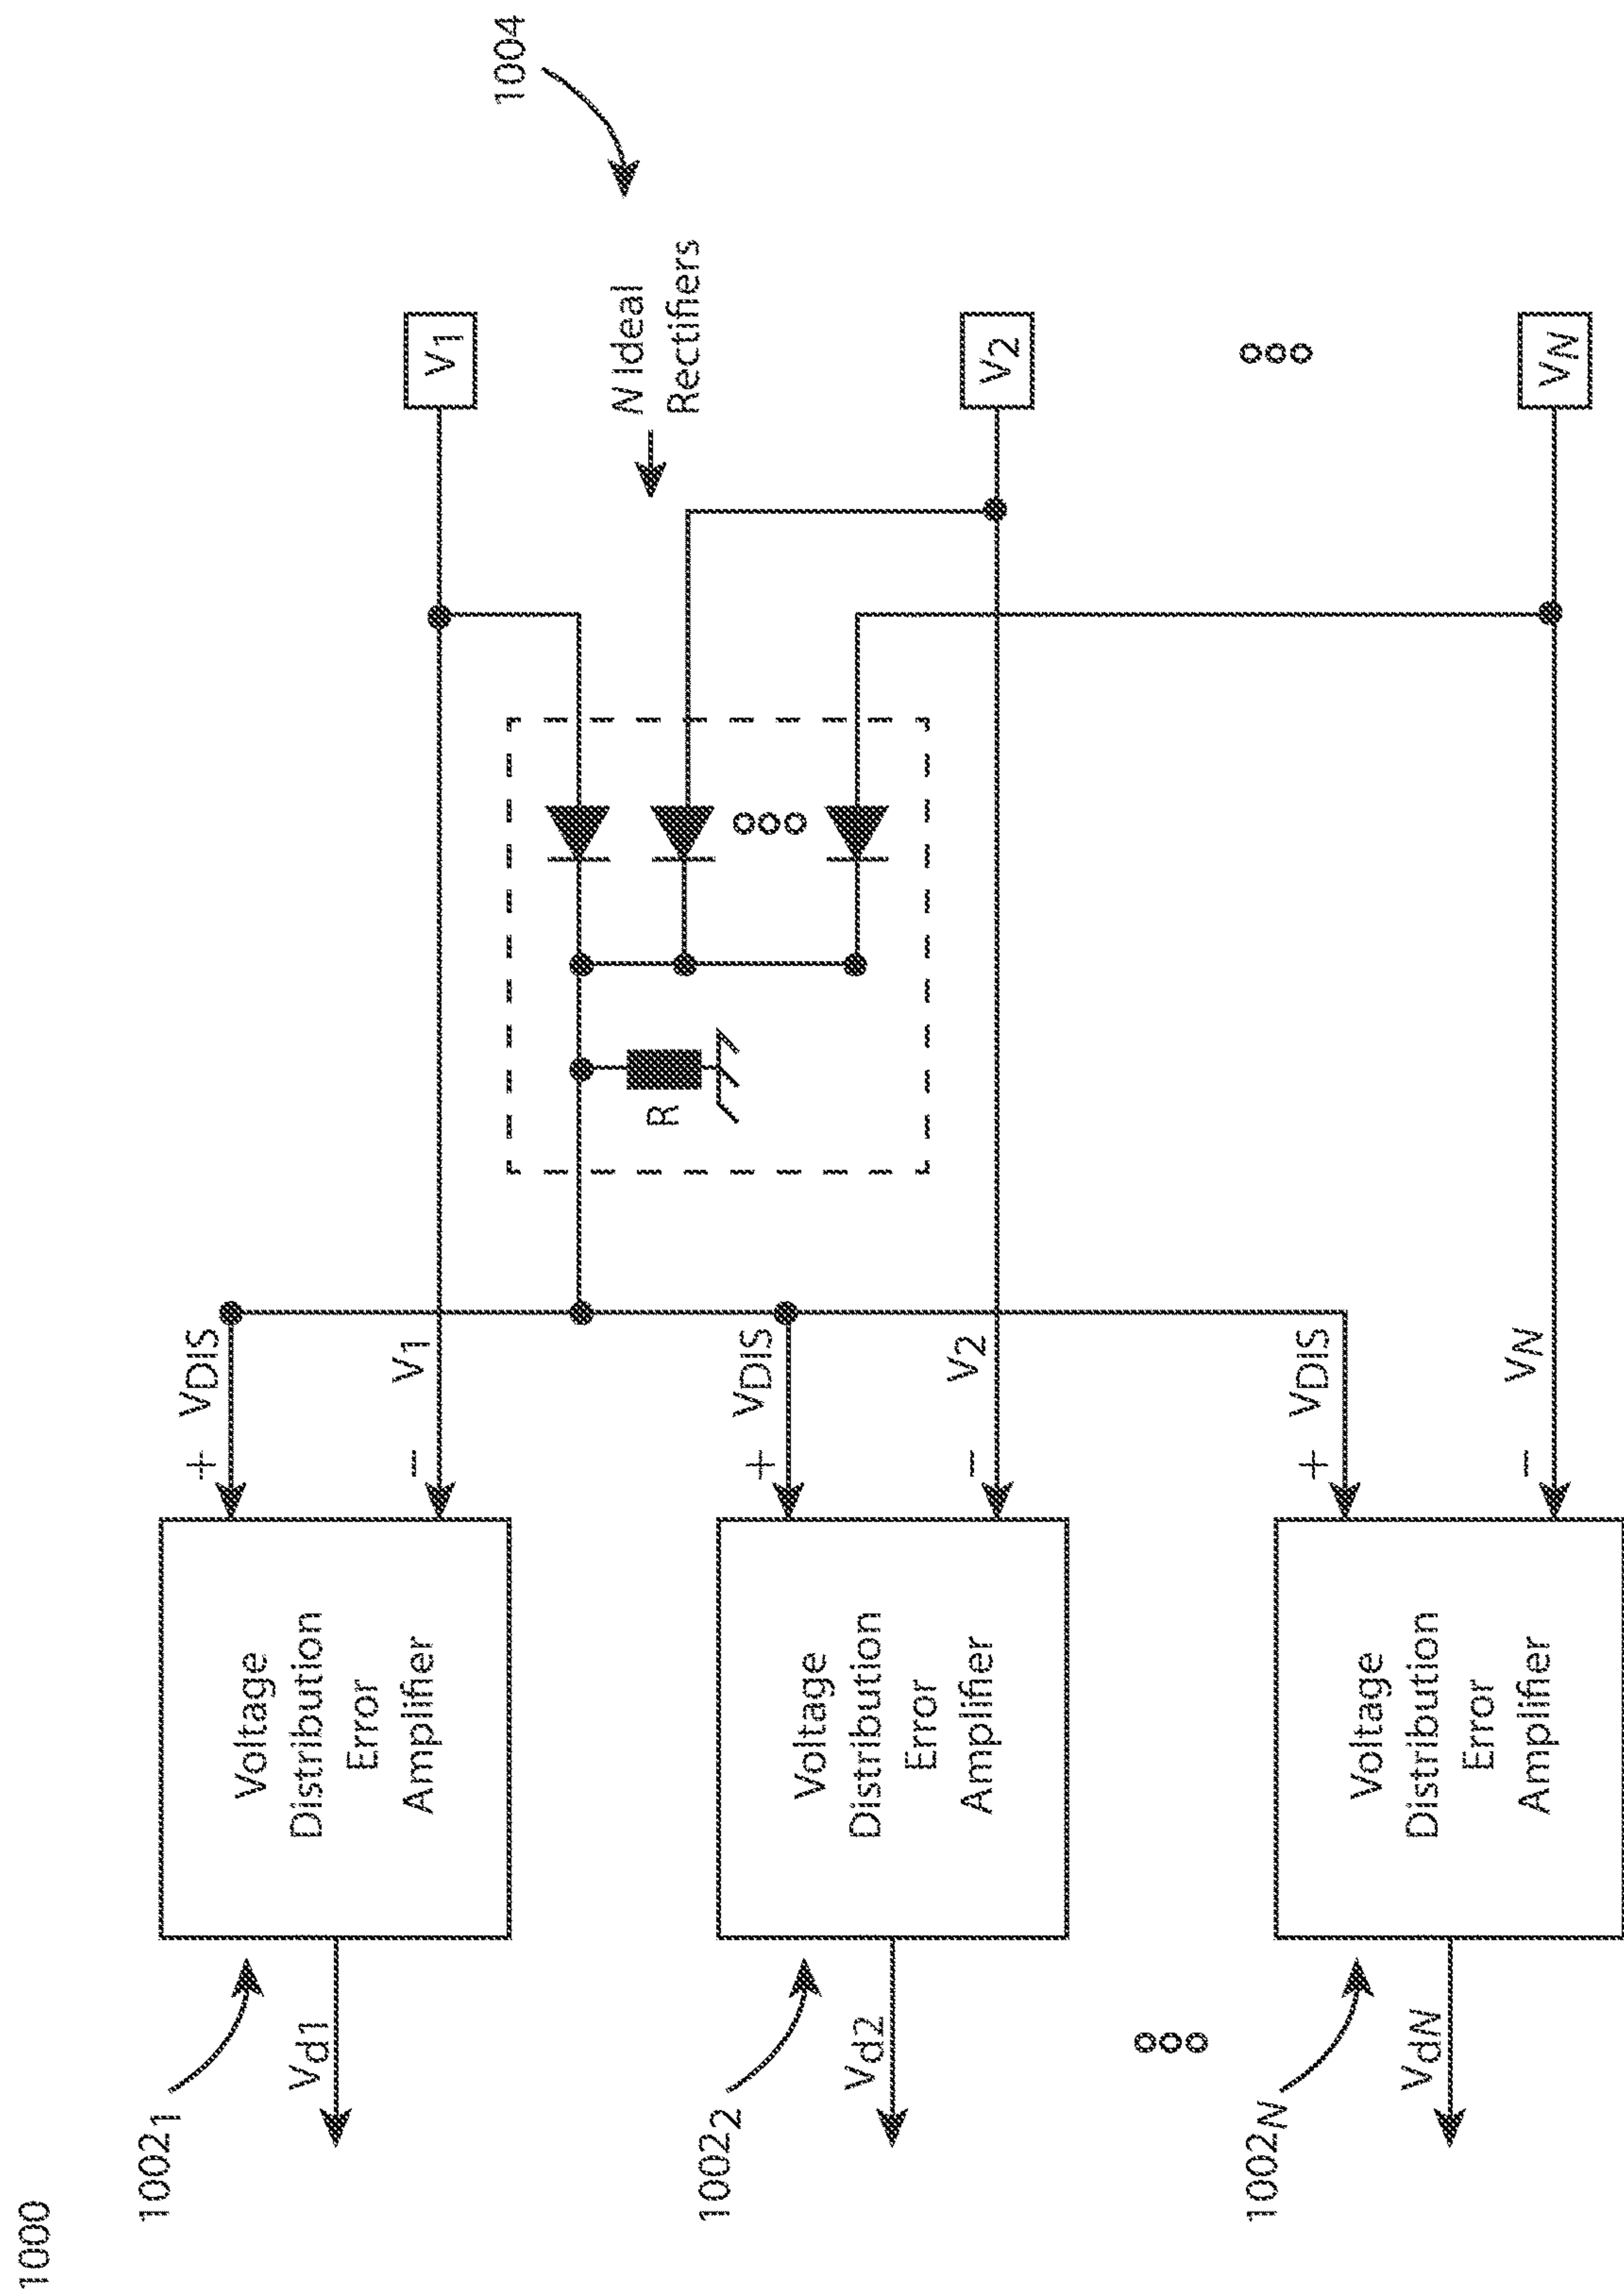 1000
1002₁
Vd1
Voltage
Distribution
Error
Amplifier
+ VDIS
− V1
V1
1004
N Ideal
Rectifiers
R
1002₂
Vd2
Voltage
Distribution
Error
Amplifier
+ VDIS
− V2
V2
1002N
VdN
Voltage
Distribution
Error
Amplifier
+ VDIS
− VN
VN